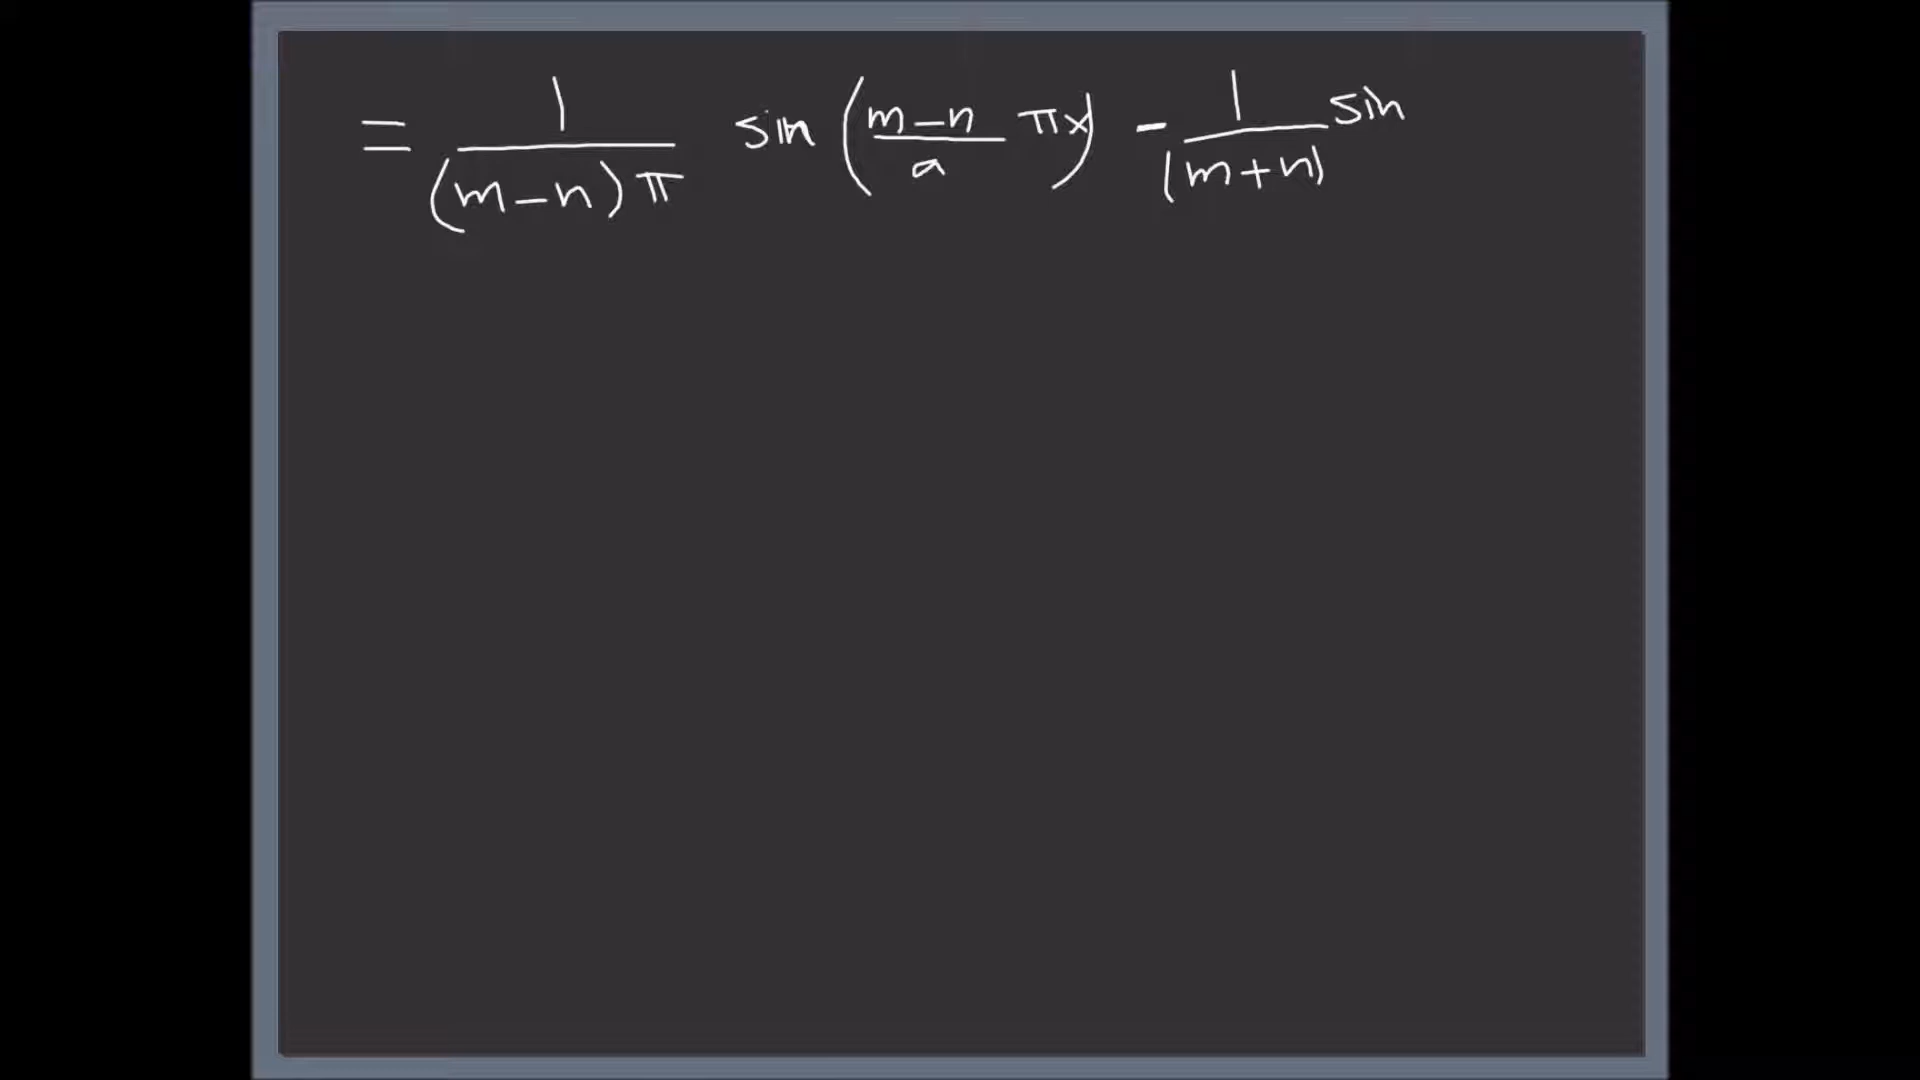 = 1/((m-n)π) sin((m-n)/a πx) - 1/(m+n) sin